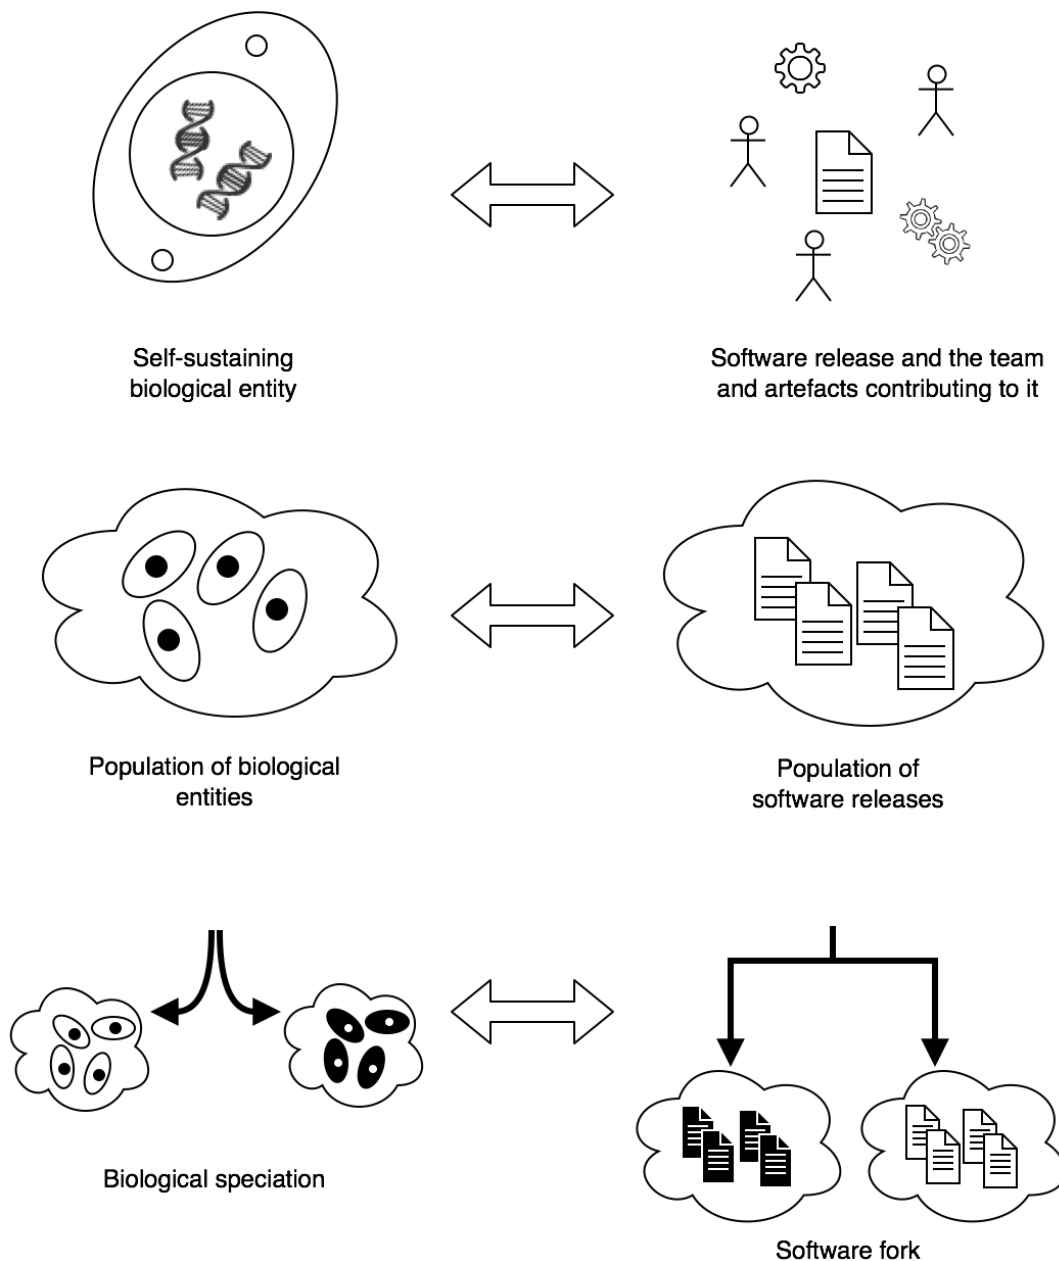 Self-sustaining
biological entity
Software release and the team
and artefacts contributing to it
Population of biological
entities
Population of
software releases
Biological speciation
Software fork